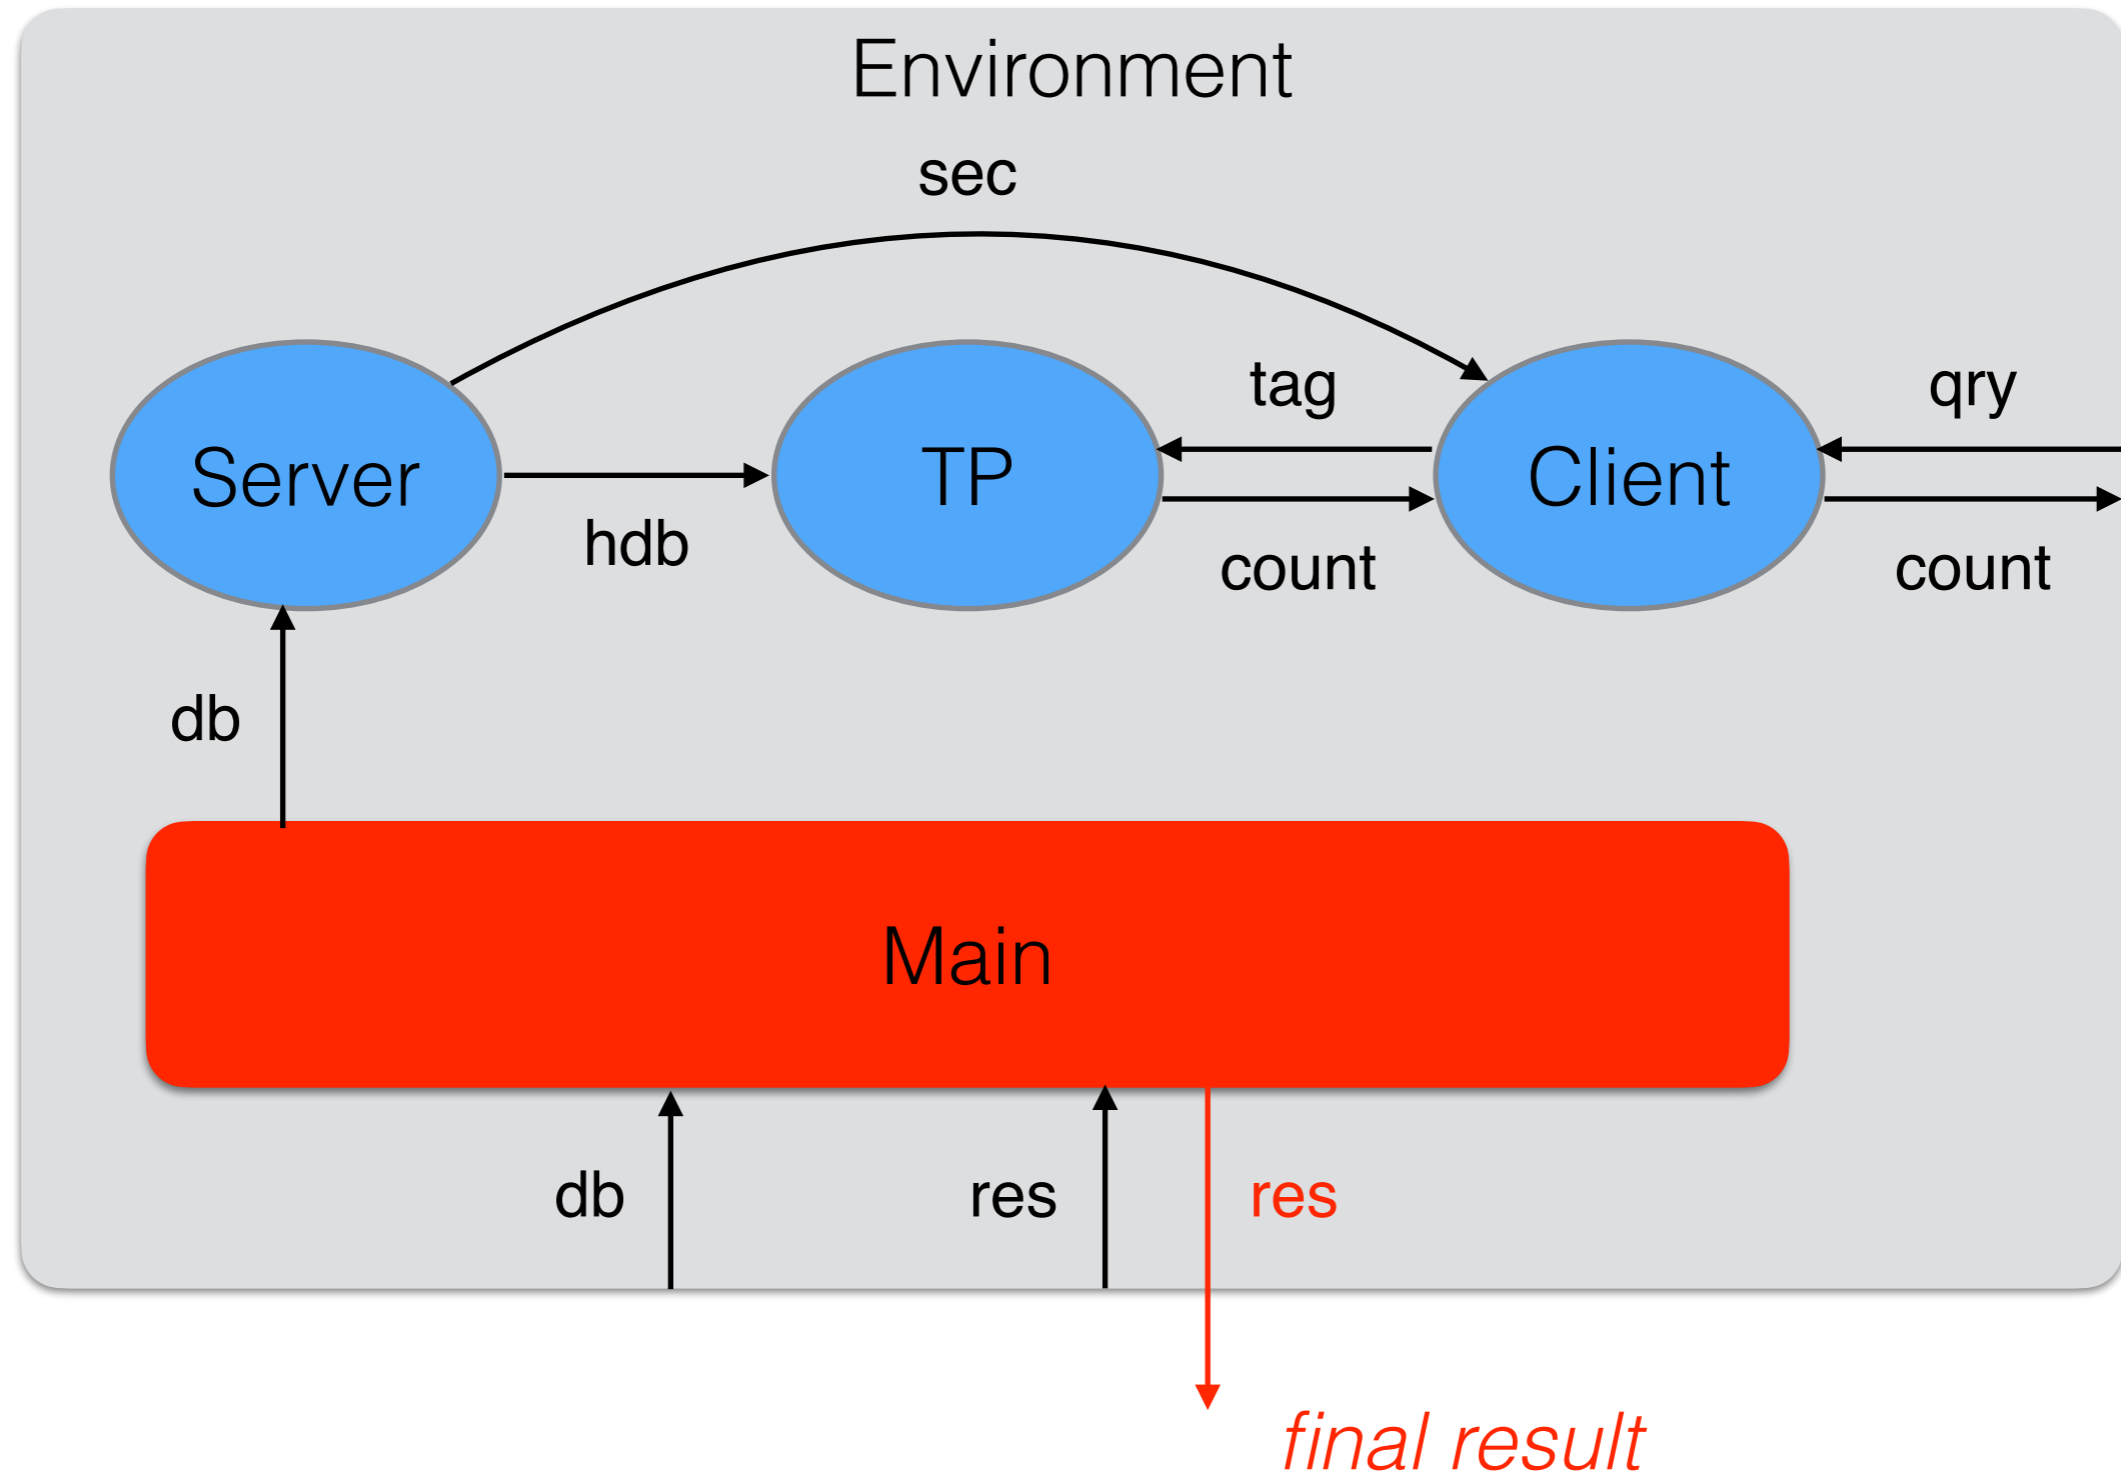 Environment
sec
tag
qry
Server
TP
Client
hdb
count
count
db
Main
db
res
res
final result